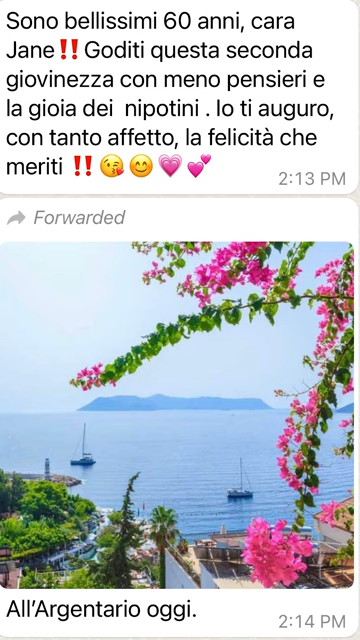 Sono bellissimi 60 anni, cara
Jane‼️Goditi questa seconda
giovinezza con meno pensieri e
la gioia dei  nipotini . Io ti auguro,
con tanto affetto, la felicità che
meriti ‼️😘😊💗💕
2:13 PM
Forwarded
All’Argentario oggi.
2:14 PM